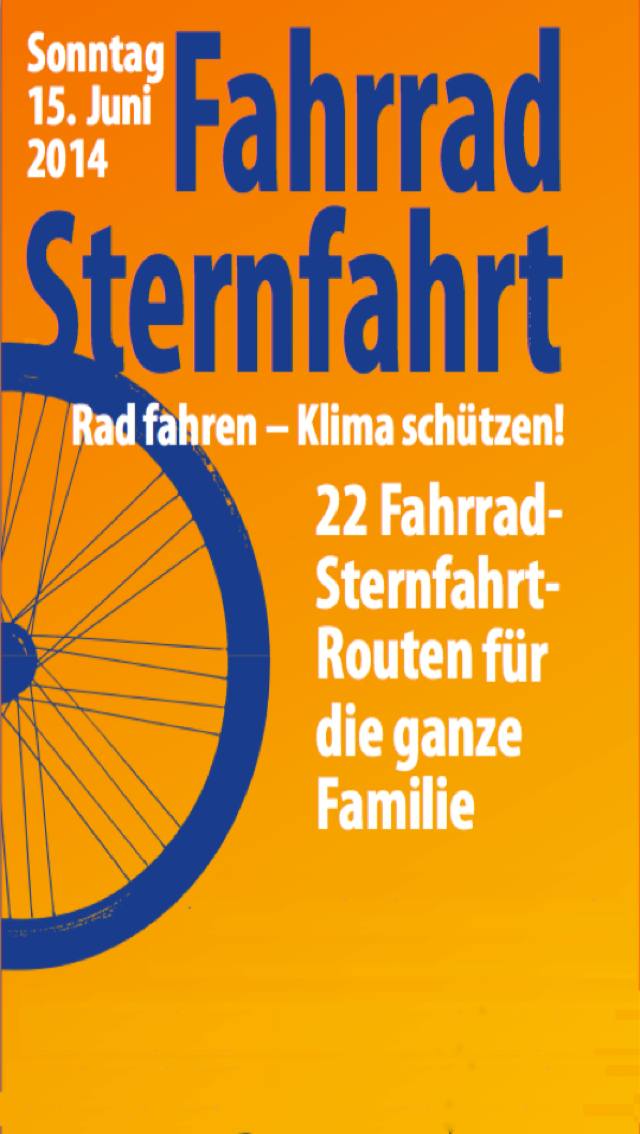 Sonntag
15. Juni
2014
Fahrrad
Sternfahrt
Rad fahren – Klima schützen!
22 Fahrrad-
Sternfahrt-
Routen für
die ganze
Familie